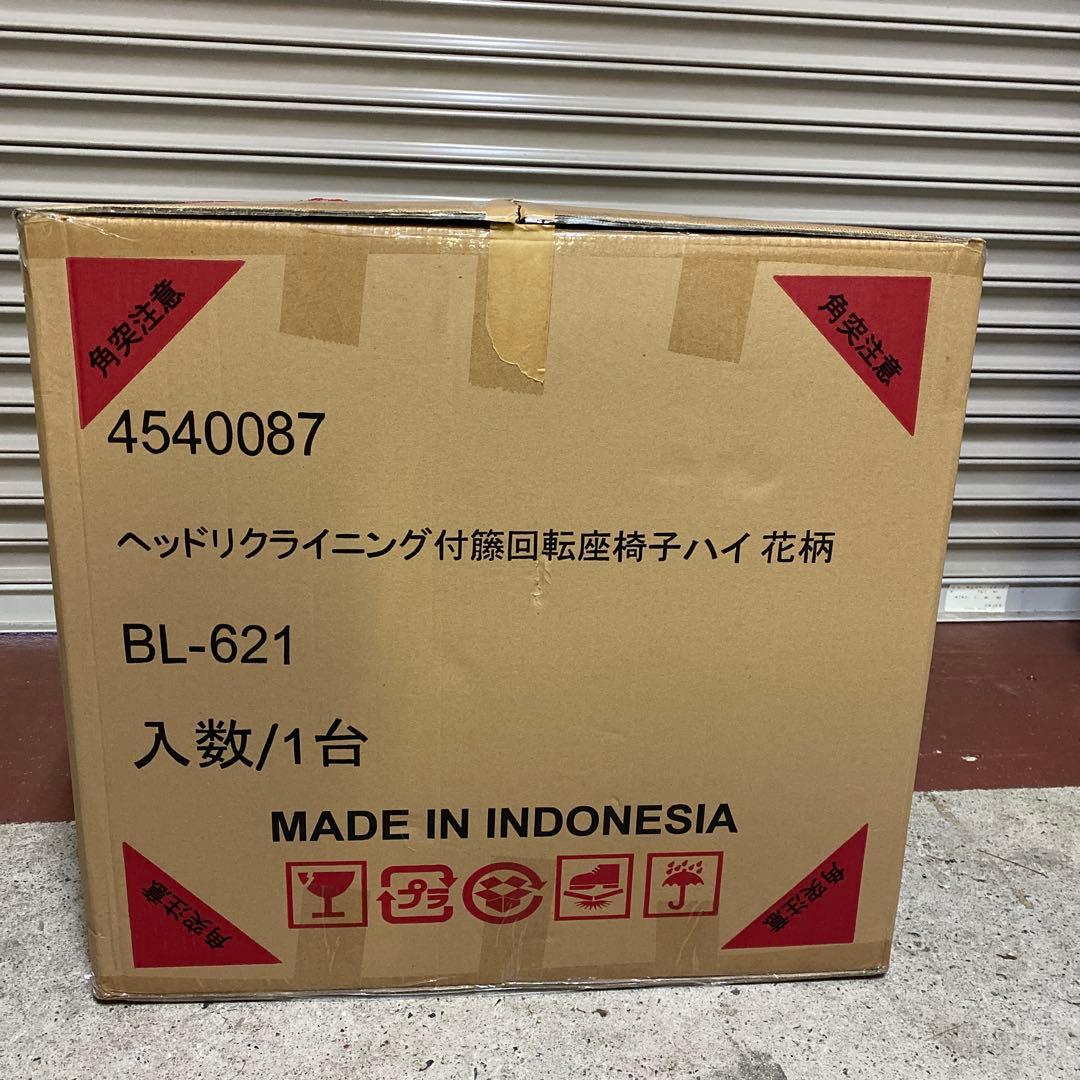 角突注意
角突注意
4540087
ヘッドリクライニング付籐回転座椅子ハイ 花柄
BL-621
入数/1台
MADE IN INDONESIA
プラ
角突注意
角突注意